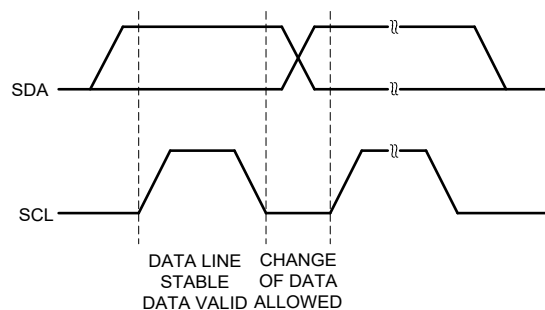 SDA
SCL
DATA LINE
STABLE
DATA VALID
CHANGE
OF DATA
ALLOWED